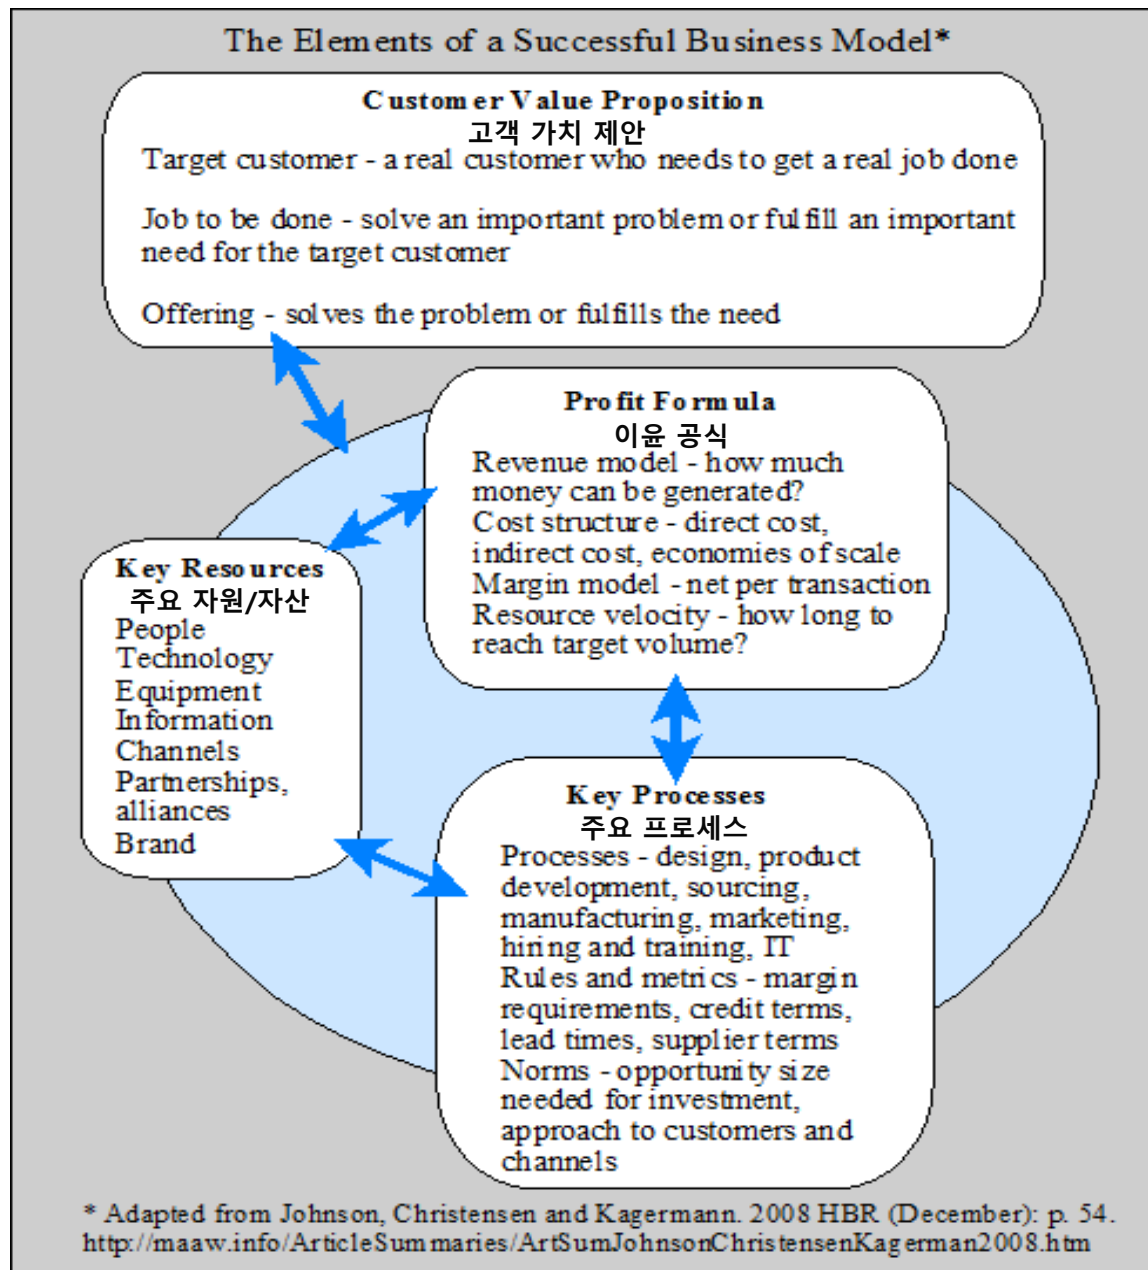 The Elements of a Successful Business Model*
Customer Value Proposition
고객 가치 제안
Target customer - a real customer who needs to get a real job done
Job to be done - solve an important problem or fulfill an important
need for the target customer
Offering - solves the problem or fulfills the need
Profit Formula
이윤 공식
Revenue model - how much
money can be generated?
Cost structure - direct cost,
indirect cost, economies of scale
Margin model - net per transaction
Resource velocity - how long to
reach target volume?
Key Resources
주요 자원/자산
People
Technology
Equipment
Information
Channels
Partnerships,
alliances
Brand
Key Processes
주요 프로세스
Processes - design, product
development, sourcing,
manufacturing, marketing,
hiring and training, IT
Rules and metrics - margin
requirements, credit terms,
lead times, supplier terms
Norms - opportunity size
needed for investment,
approach to customers and
channels
* Adapted from Johnson, Christensen and Kagermann. 2008 HBR (December): p. 54.
http://maaw.info/ArticleSummaries/ArtSumJohnsonChristensenKagerman2008.htm